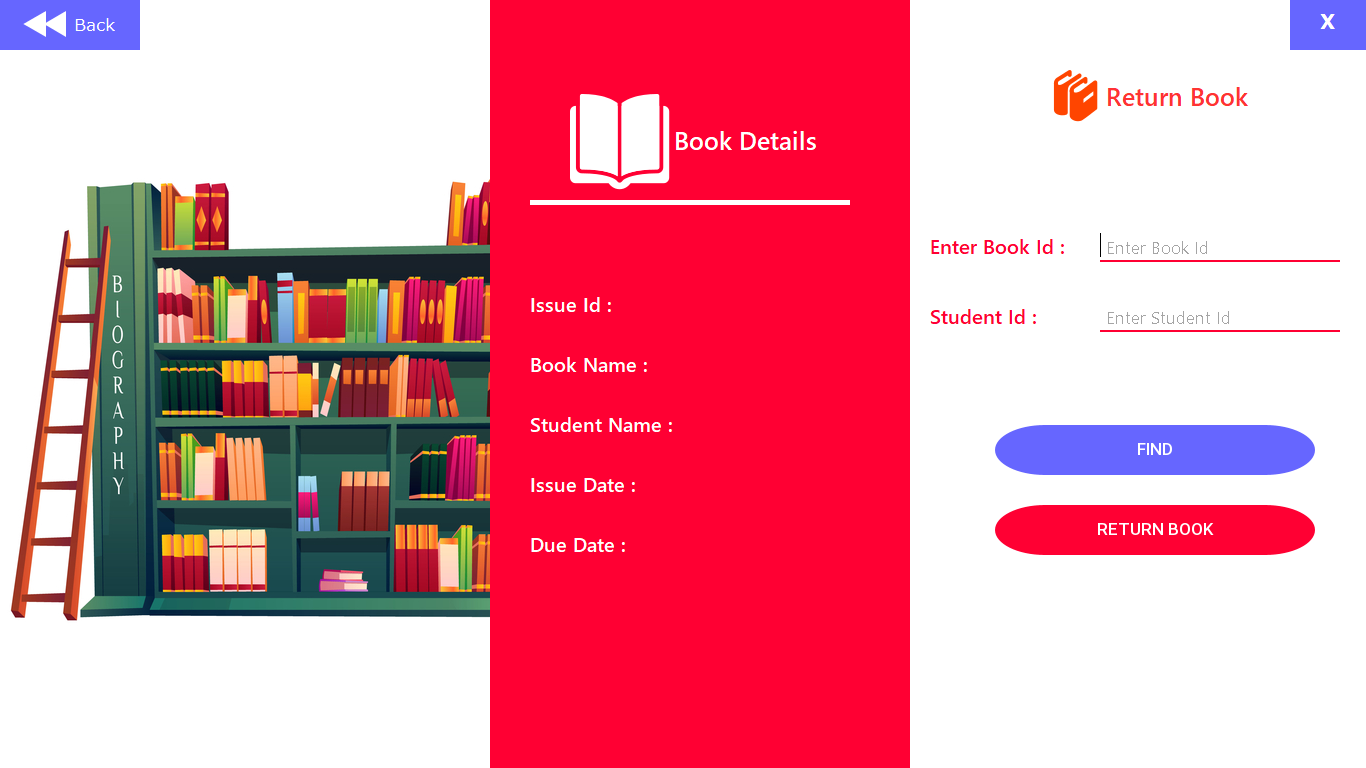 Back
BIOGRAPHY
Book Details
Issue Id :
Book Name :
Student Name :
Issue Date :
Due Date :
X
Return Book
Enter Book Id : Enter Book Id
Student Id : Enter Student Id
FIND
RETURN BOOK